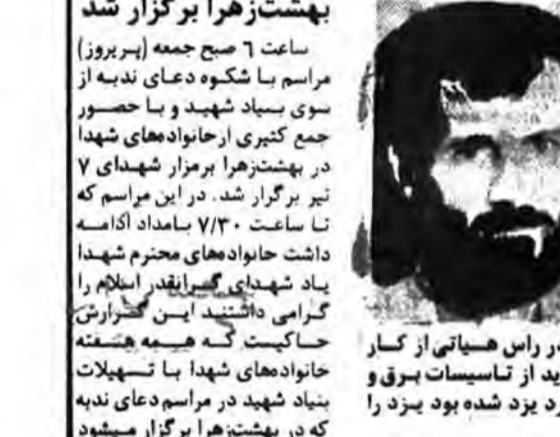 بهشت‌زهرا برگزار شد
ساعت ۶ صبح جمعه (پریروز)
مراسم با شکوه دعای ندبه از
سوی بنیاد شهید و با حضور
جمع کثیری ازخانواده‌های شهدا
در بهشت‌زهرا برمزار شهدای ۷
تیر برگزار شد. در این مراسم که
تا ساعت ۷/۳۰ بامداد ادامه
داشت خانواده‌های محترم شهدا
یاد شهدای گرانقدر اسلام را
گرامی داشتند این گزارش
حاکیست که همه هفته
خانواده‌های شهدا با تسهیلات
بنیاد شهید در مراسم دعای ندبه
که در بهشت‌زهرا برگزار میشود
در راس هیاتی از کار
ید از تاسیسات برق و
رد یزد شده بود یزد را